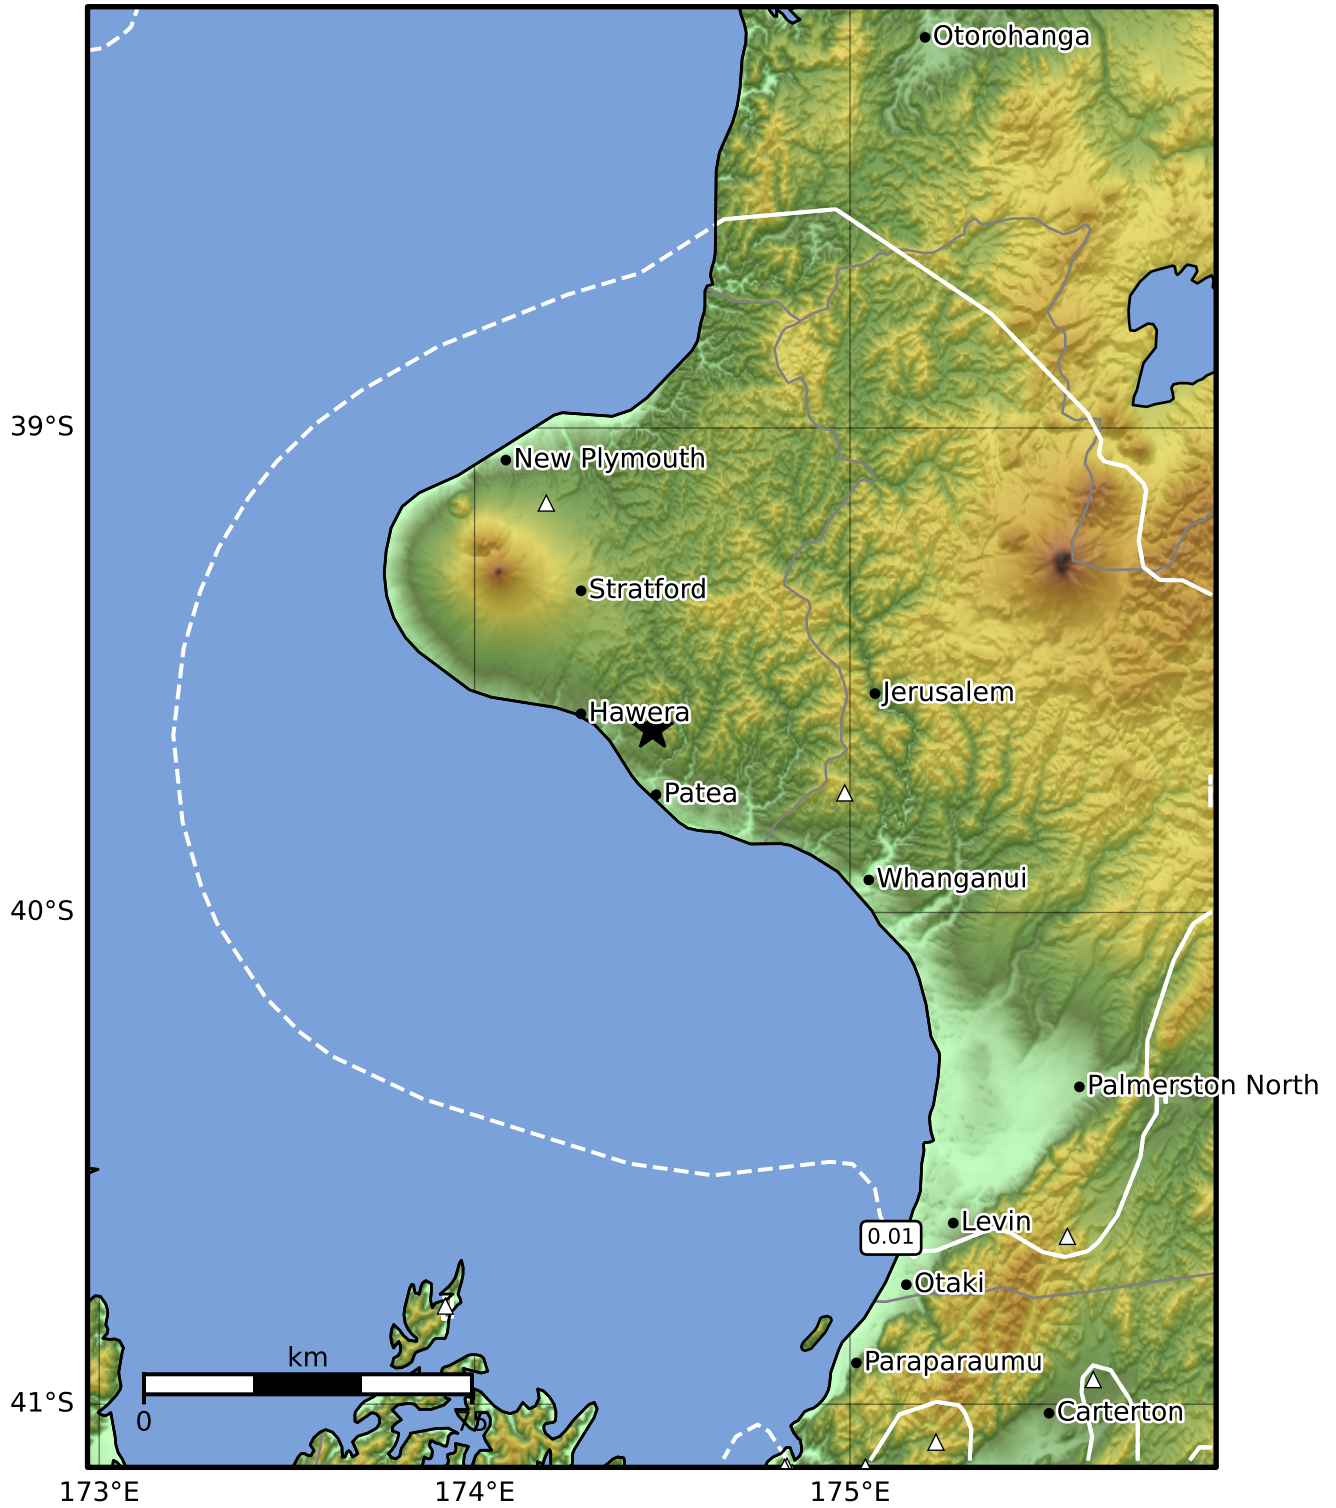 Otorohanga
39°S
New Plymouth
Stratford
Jerusalem
Hawera
Patea
Whanganui
40°S
Palmerston North
Levin
0.01
Otaki
km
Paraparaumu
41°S
Carterton
0
75
173°E
174°E
175°E